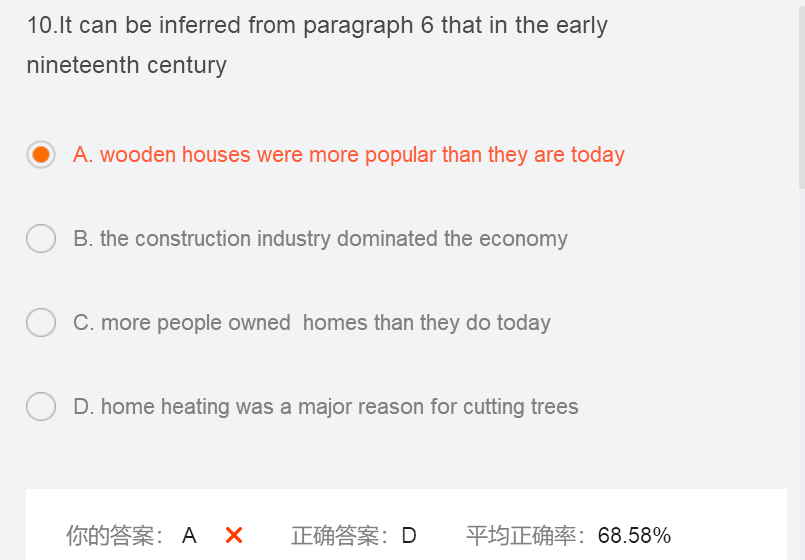 10.It can be inferred from paragraph 6 that in the early
nineteenth century
A. wooden houses were more popular than they are today
B. the construction industry dominated the economy
C. more people owned  homes than they do today
D. home heating was a major reason for cutting trees
你的答案： A 正确答案：D 平均正确率：68.58%